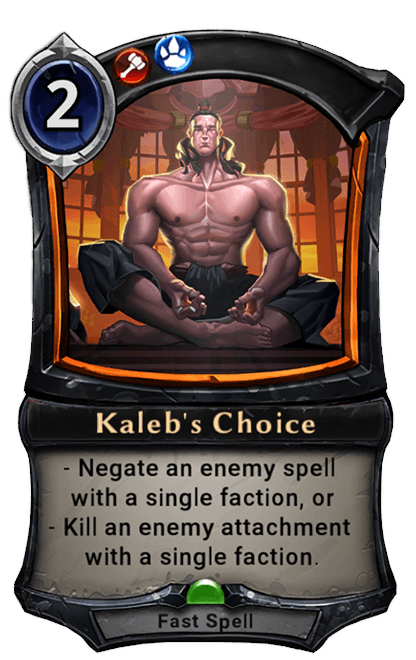 2
Kaleb's Choice
- Negate an enemy spell
with a single faction, or
- Kill an enemy attachment
with a single faction.
Fast Spell